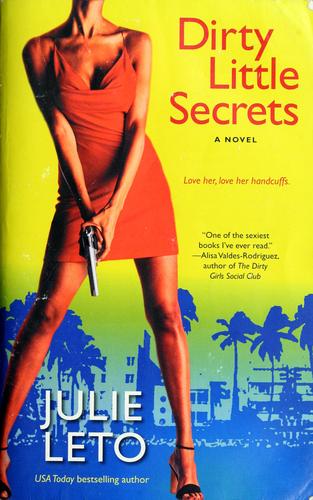 Dirty
Little
Secrets
A NOVEL
Love her, love her handcuffs.
"One of the sexiest
books I've ever read."
—Alisa Valdes-Rodriguez,
author of The Dirty
Girls Social Club
JULIE
LETO
USA Today bestselling author